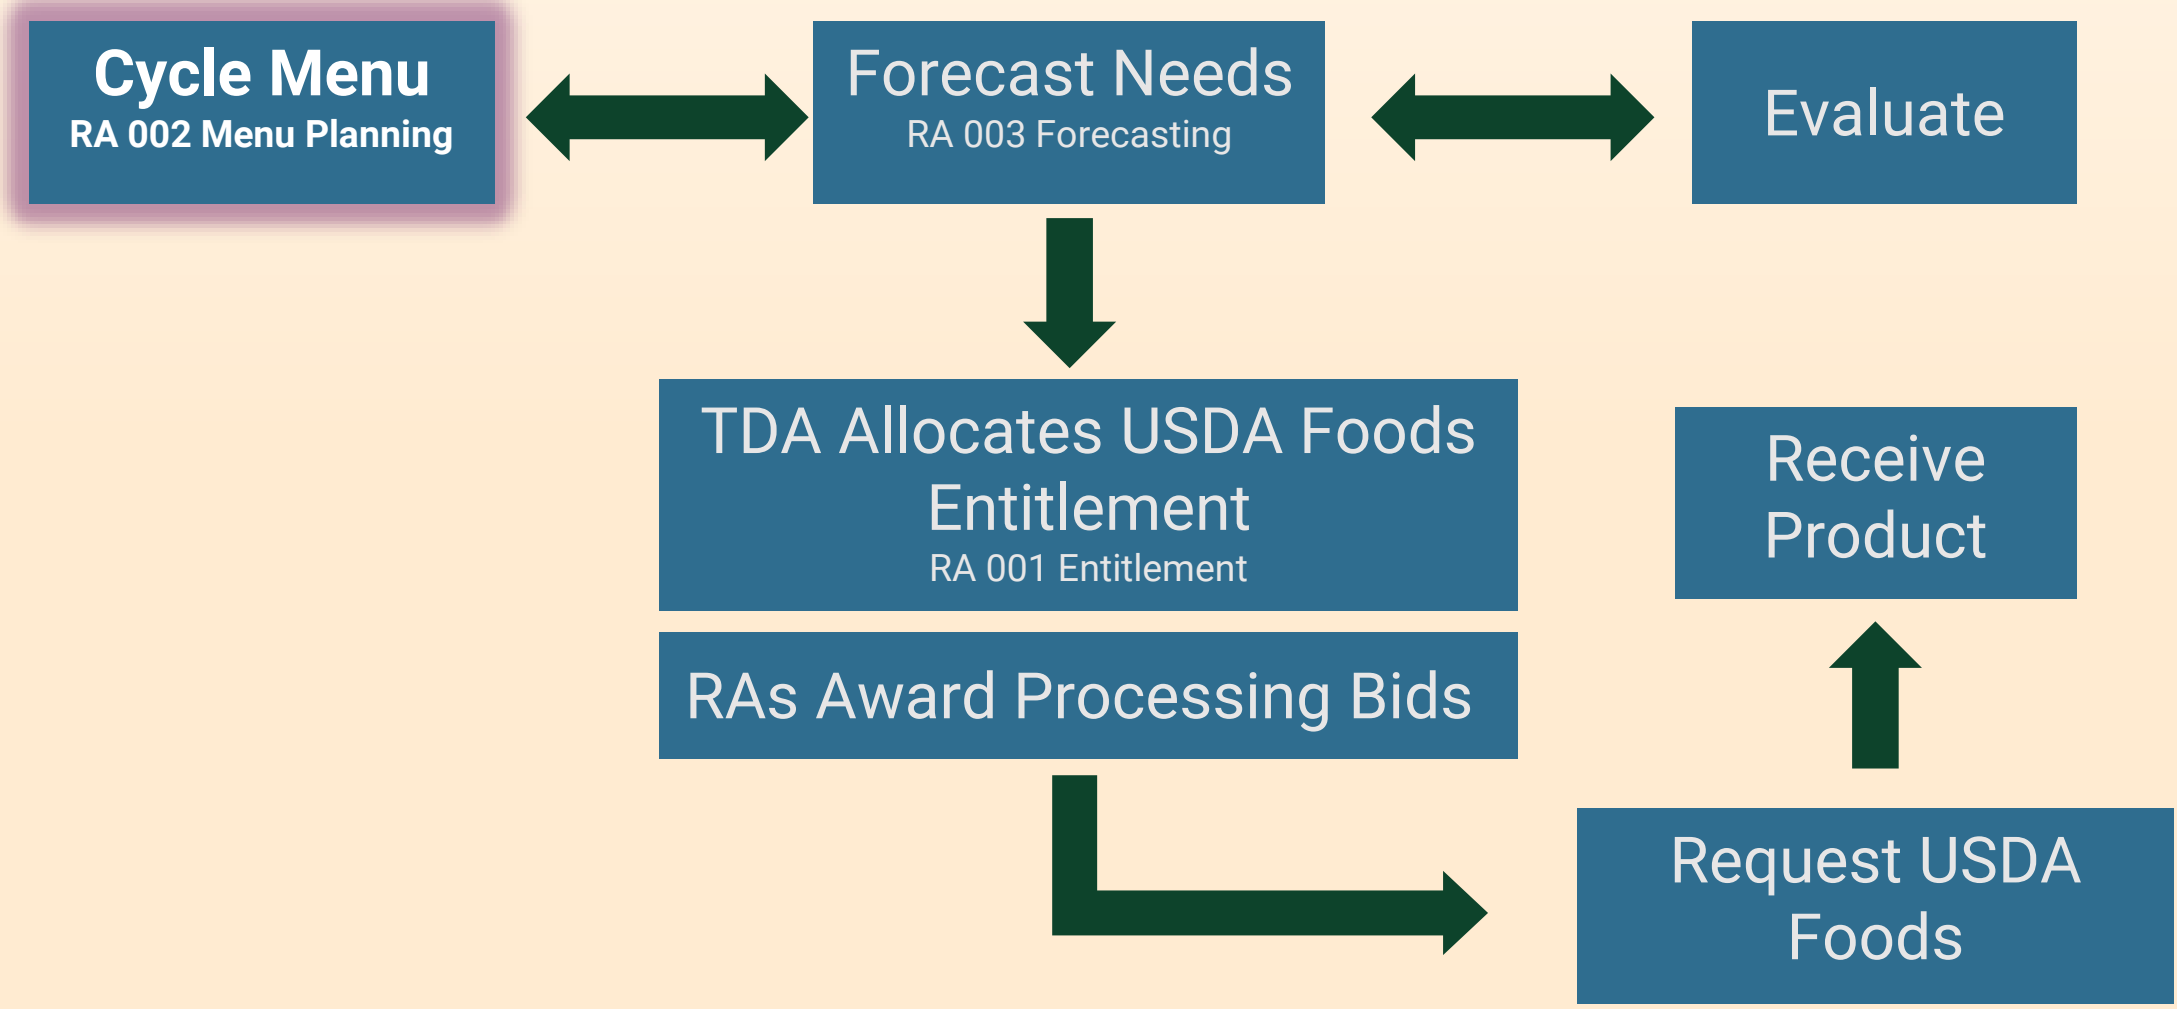 Cycle Menu
RA 002 Menu Planning
Forecast Needs
RA 003 Forecasting
Evaluate
TDA Allocates USDA Foods
Entitlement
RA 001 Entitlement
RAs Award Processing Bids
Receive
Product
Request USDA
Foods